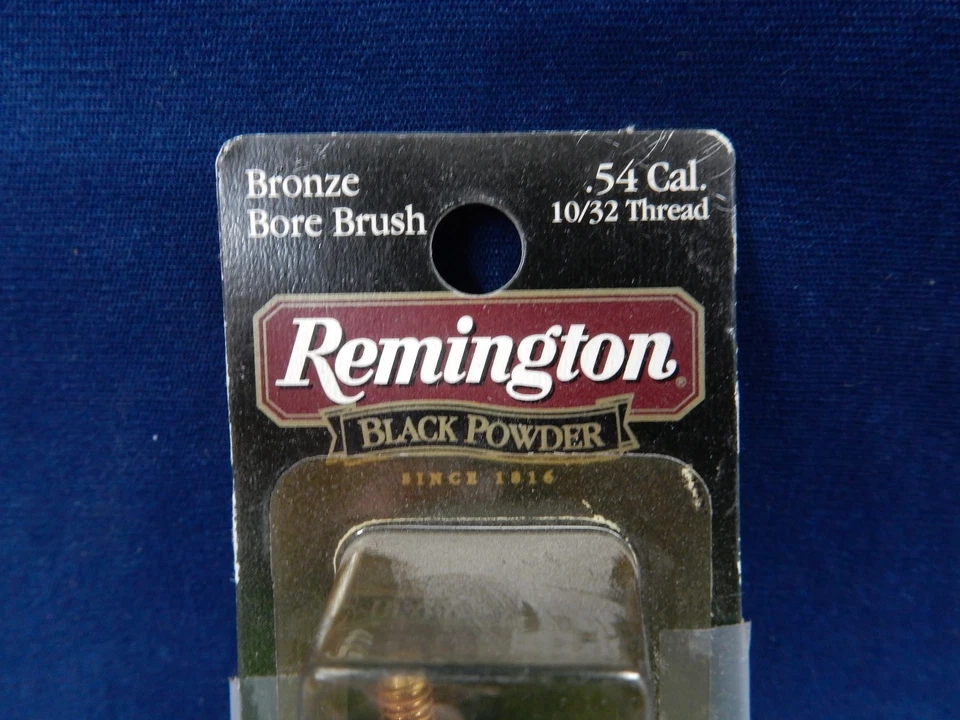 Bronze
Bore Brush
.54 Cal.
10/32 Thread
Remington®
BLACK POWDER
SINCE 1816